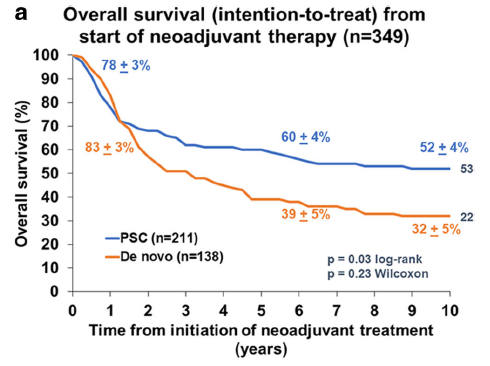 a
Overall survival (intention-to-treat) from
start of neoadjuvant therapy (n=349)
Overall survival (%)
100
90
80
70
60
50
40
30
20
10
0
78 ± 3%
83 ± 3%
60 ± 4%
52 ± 4%
53
39 ± 5%
22
32 ± 5%
PSC (n=211)
De novo (n=138)
p = 0.03 log-rank
p = 0.23 Wilcoxon
0 1 2 3 4 5 6 7 8 9 10
Time from initiation of neoadjuvant treatment
(years)